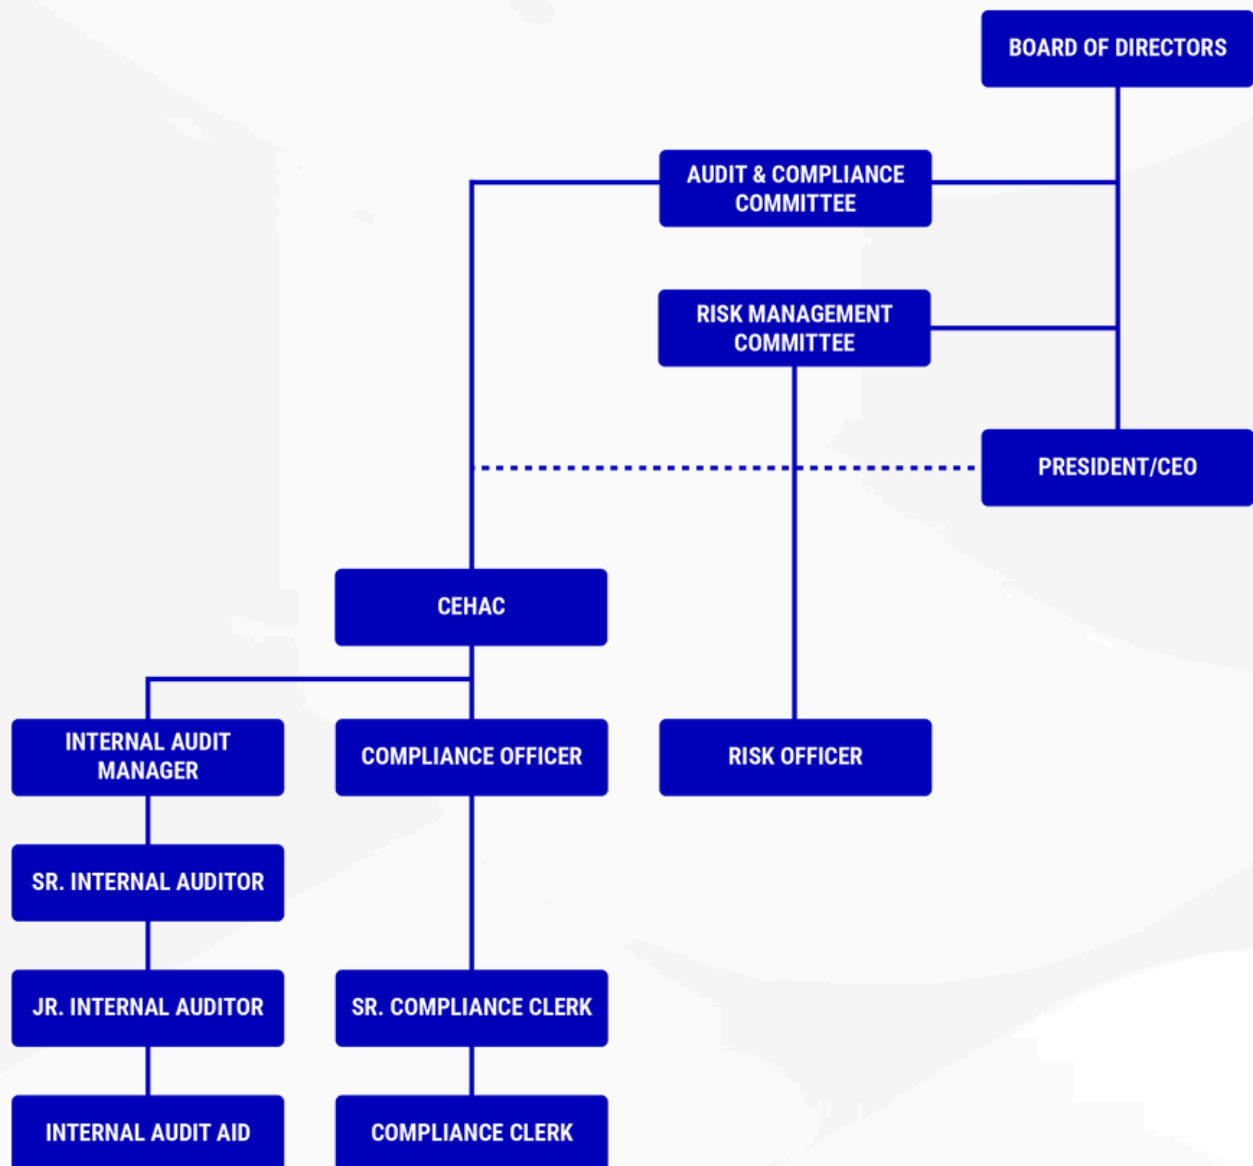 BOARD OF DIRECTORS
AUDIT & COMPLIANCE
COMMITTEE
RISK MANAGEMENT
COMMITTEE
PRESIDENT/CEO
CEHAC
INTERNAL AUDIT
MANAGER
COMPLIANCE OFFICER
RISK OFFICER
SR. INTERNAL AUDITOR
JR. INTERNAL AUDITOR
SR. COMPLIANCE CLERK
INTERNAL AUDIT AID
COMPLIANCE CLERK